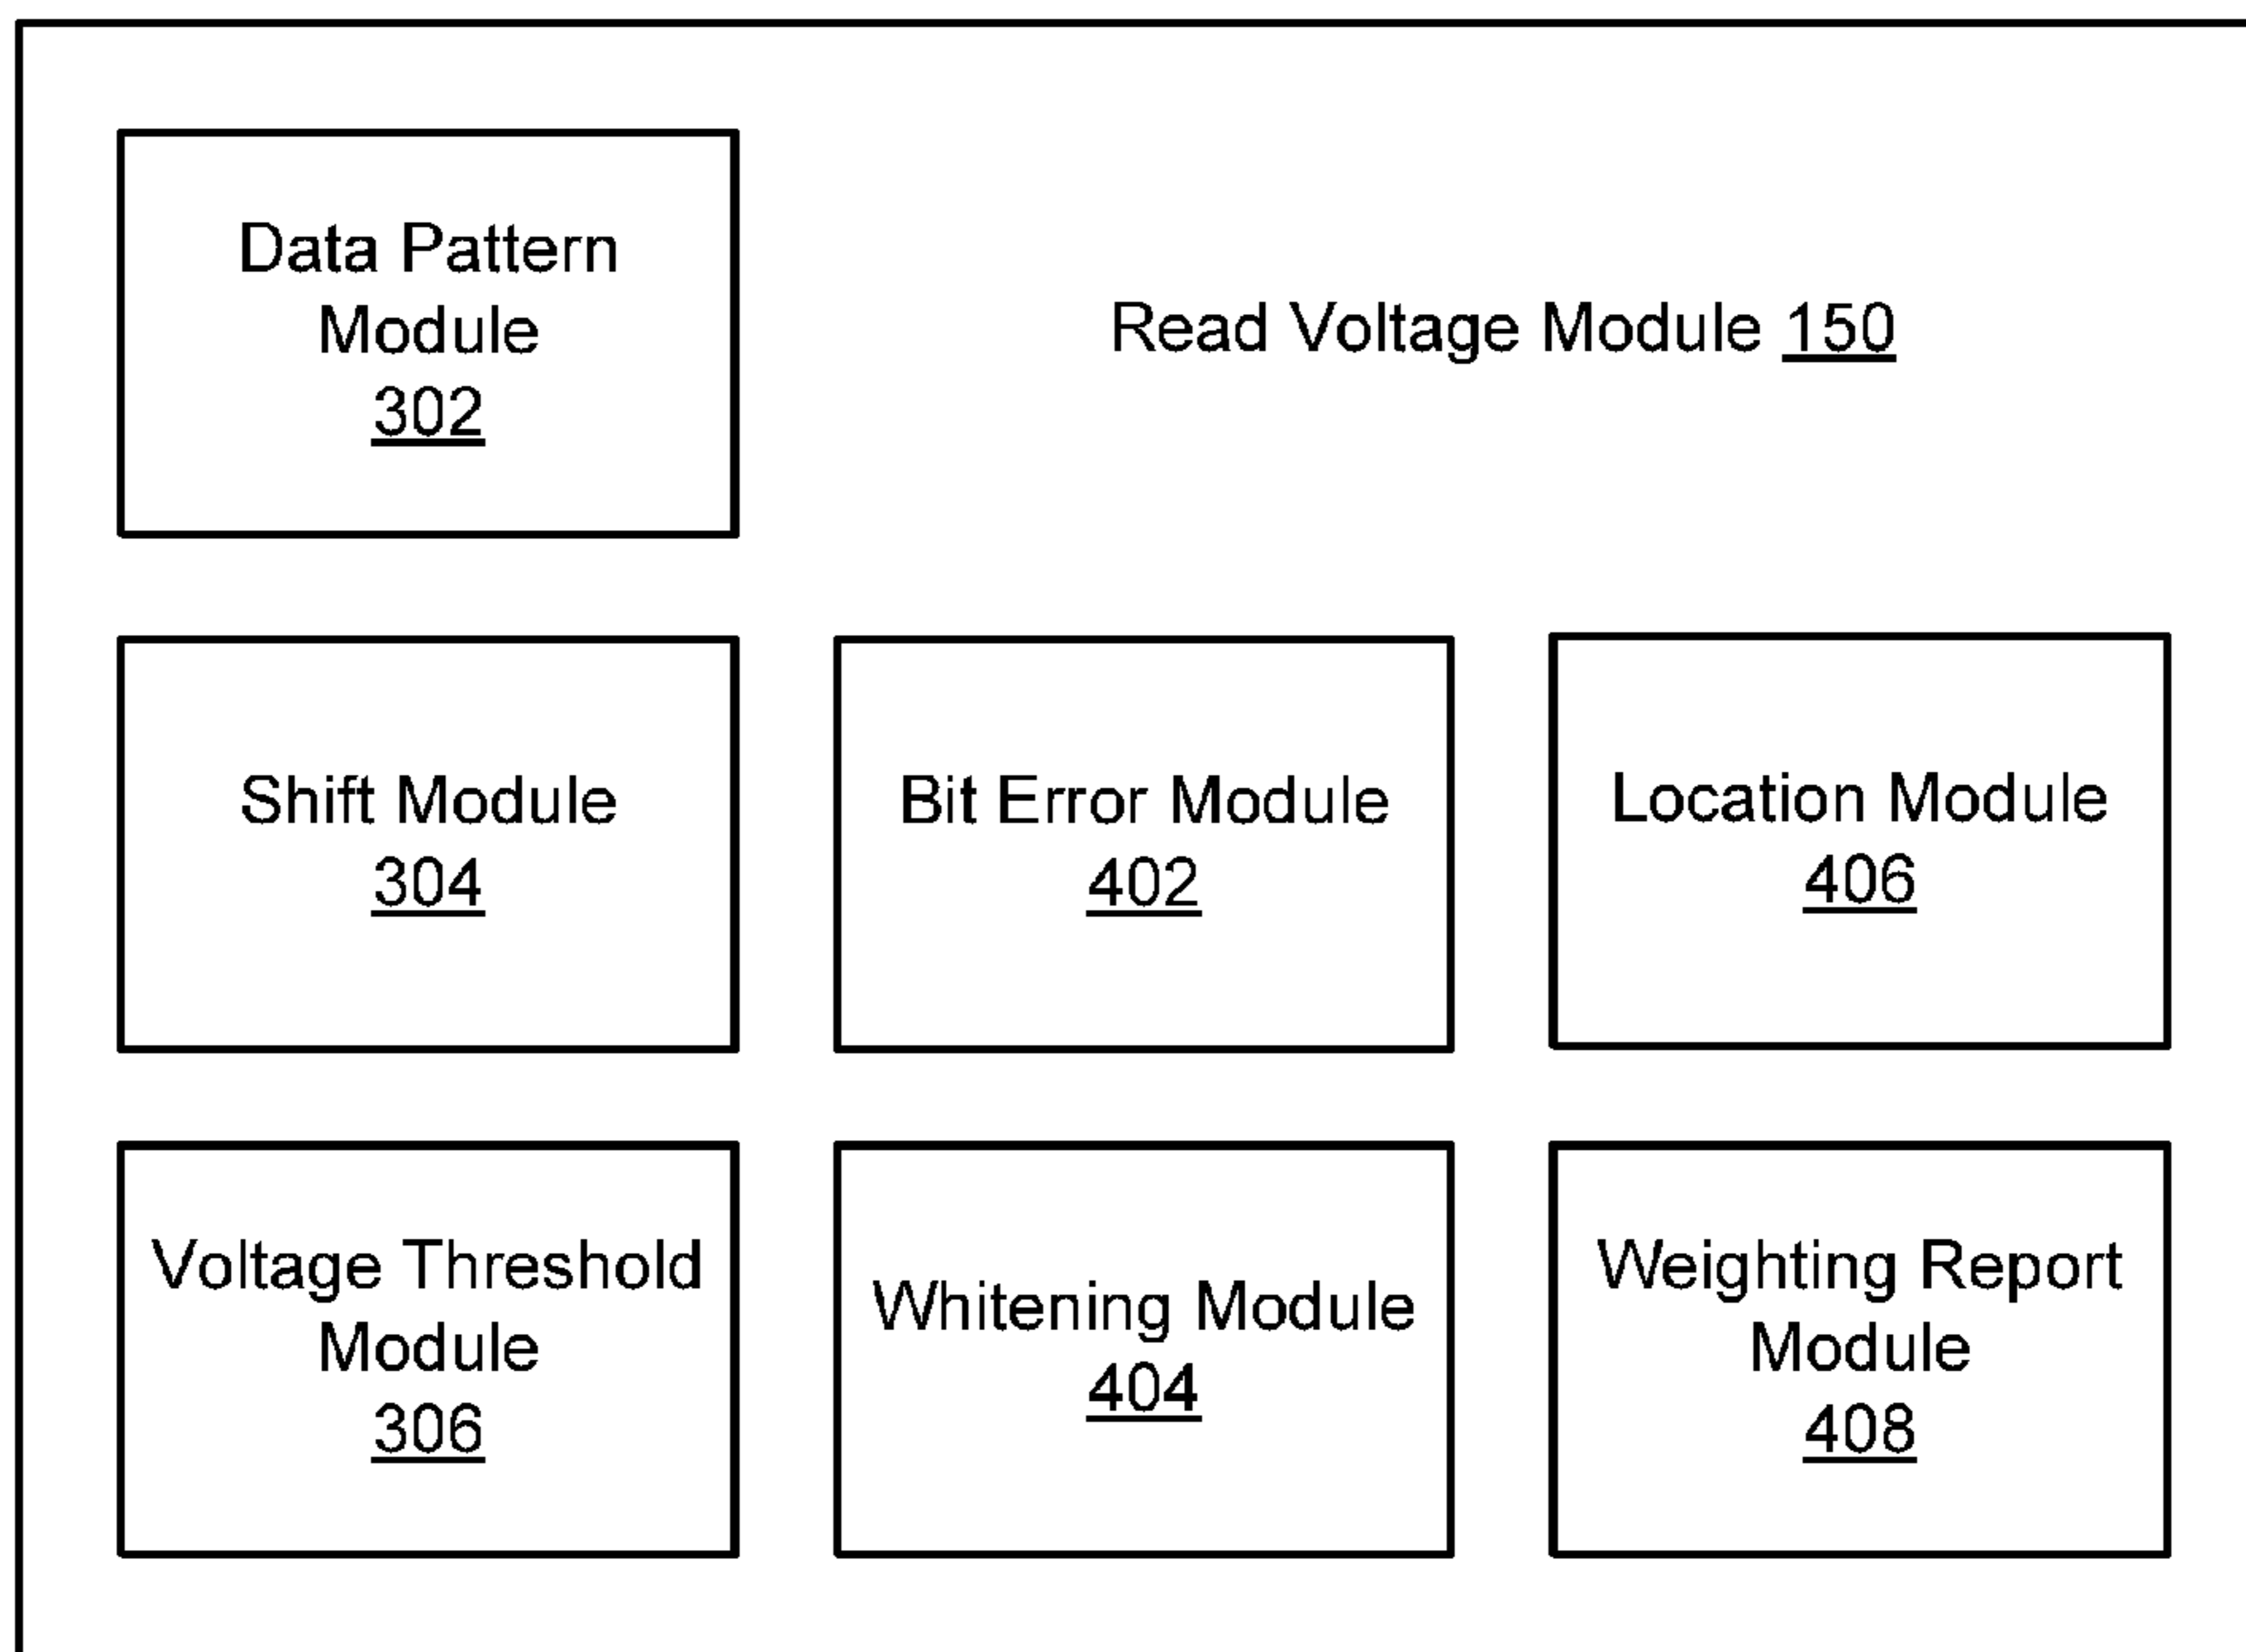 Data Pattern
Module
302
Read Voltage Module 150
Shift Module
304
Bit Error Module
402
Location Module
406
Voltage Threshold
Module
306
Whitening Module
404
Weighting Report
Module
408